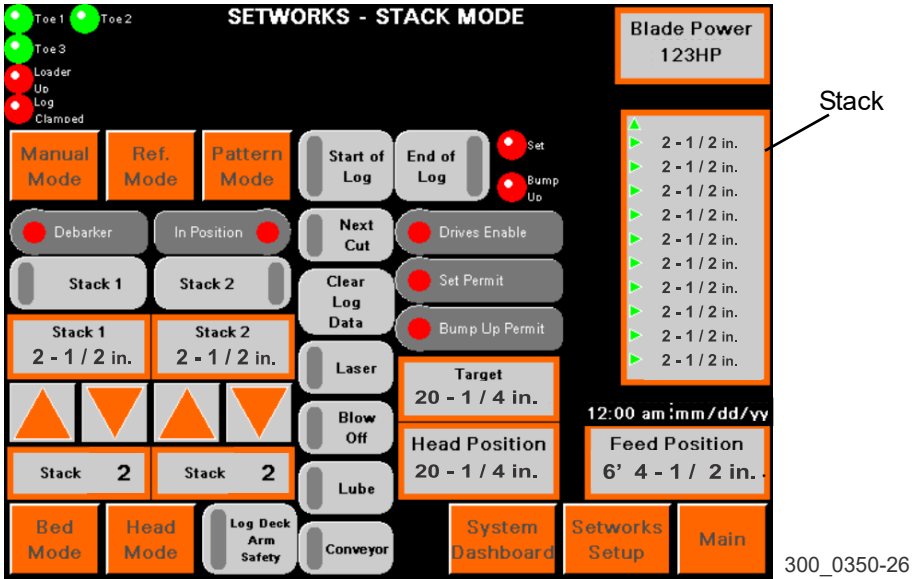 SETWORKS - STACK MODE
Toe 1
Toe 2
Toe 3
Loader
Up
Log
Clamped
Blade Power
123HP
Stack
Manual
Mode
Ref.
Mode
Pattern
Mode
Start of
Log
End of
Log
Set
Bump
Up
Debarker
In Position
Next
Cut
Drives Enable
Stack 1
Stack 2
Clear
Log
Data
Set Permit
Bump Up Permit
Stack 1
2 - 1 / 2 in.
Stack 2
2 - 1 / 2 in.
Laser
Target
20 - 1 / 4 in.
Blow
Off
Head Position
20 - 1 / 4 in.
Stack 2
Stack 2
Lube
Bed
Mode
Head
Mode
Log Deck
Arm
Safety
Conveyor
2 - 1 / 2 in.
2 - 1 / 2 in.
2 - 1 / 2 in.
2 - 1 / 2 in.
2 - 1 / 2 in.
2 - 1 / 2 in.
2 - 1 / 2 in.
2 - 1 / 2 in.
2 - 1 / 2 in.
2 - 1 / 2 in.
12:00 am mm/dd/yy
Feed Position
6' 4 - 1 / 2 in.
System
Dashboard
Setworks
Setup
Main
300_0350-26